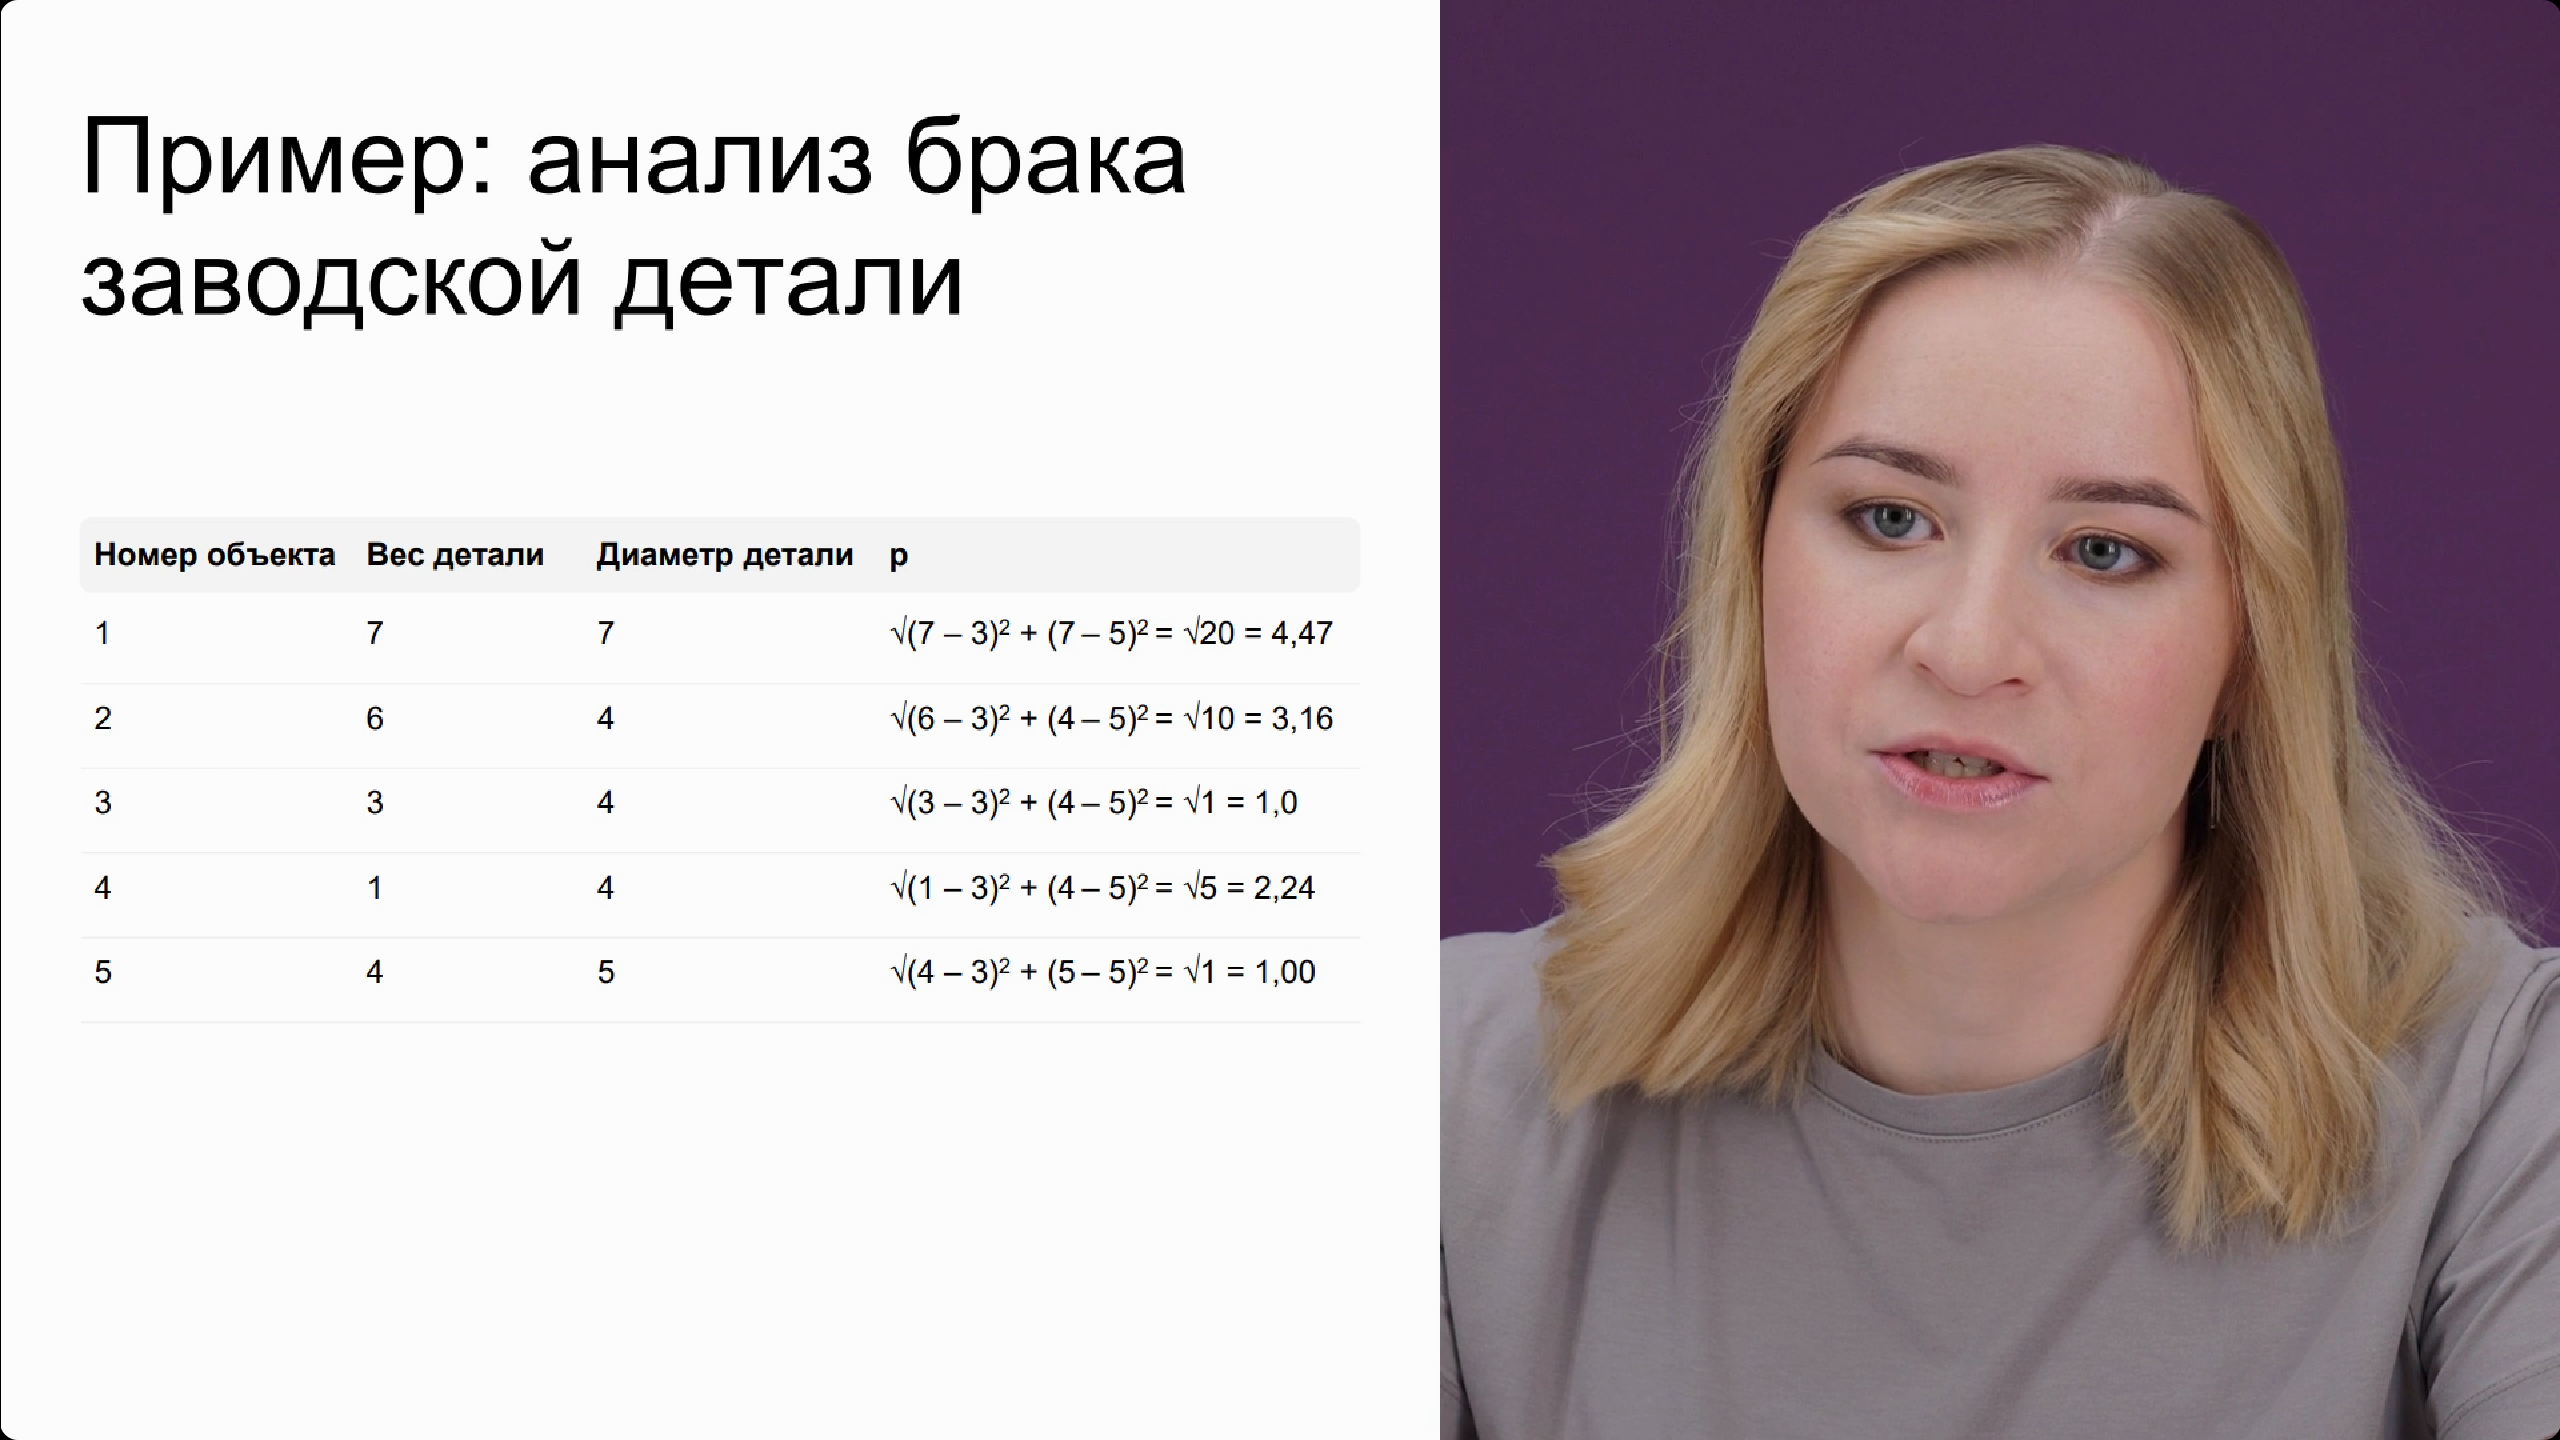 Пример: анализ брака
заводской детали
Номер объекта Вес детали Диаметр детали p
1 7 7 √(7 – 3)² + (7 – 5)² = √20 = 4,47
2 6 4 √(6 – 3)² + (4 – 5)² = √10 = 3,16
3 3 4 √(3 – 3)² + (4 – 5)² = √1 = 1,0
4 1 4 √(1 – 3)² + (4 – 5)² = √5 = 2,24
5 4 5 √(4 – 3)² + (5 – 5)² = √1 = 1,00